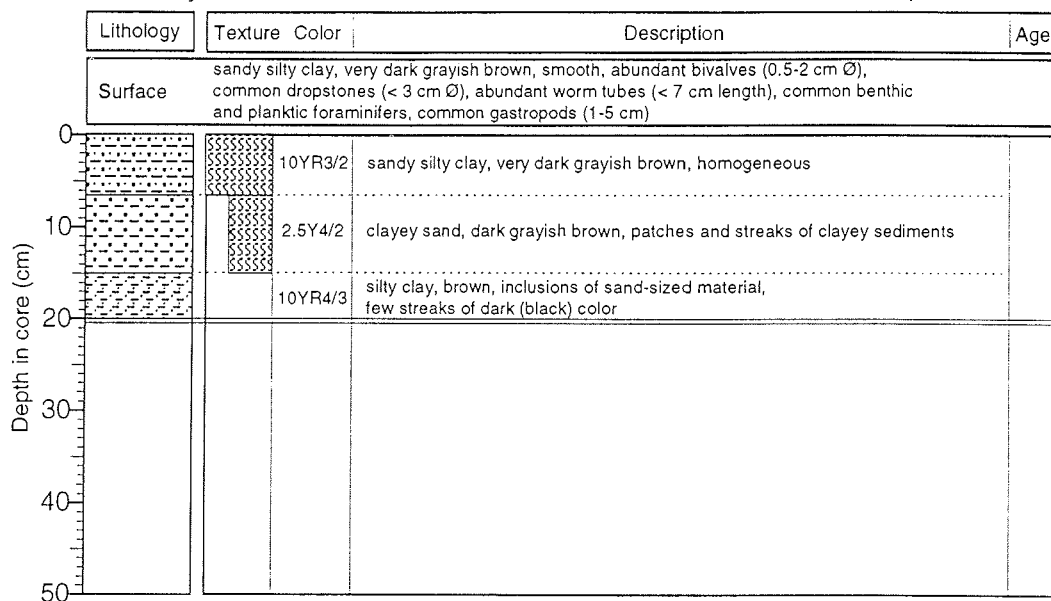 Lithology Texture Color Description Age
Surface
sandy silty clay, very dark grayish brown, smooth, abundant bivalves (0.5-2 cm Ø),
common dropstones (< 3 cm Ø), abundant worm tubes (< 7 cm length), common benthic
and planktic foraminifers, common gastropods (1-5 cm)
0
10YR3/2 sandy silty clay, very dark grayish brown, homogeneous
10
2.5Y4/2 clayey sand, dark grayish brown, patches and streaks of clayey sediments
10YR4/3 silty clay, brown, inclusions of sand-sized material,
few streaks of dark (black) color
20
30
40
50
Depth in core (cm)